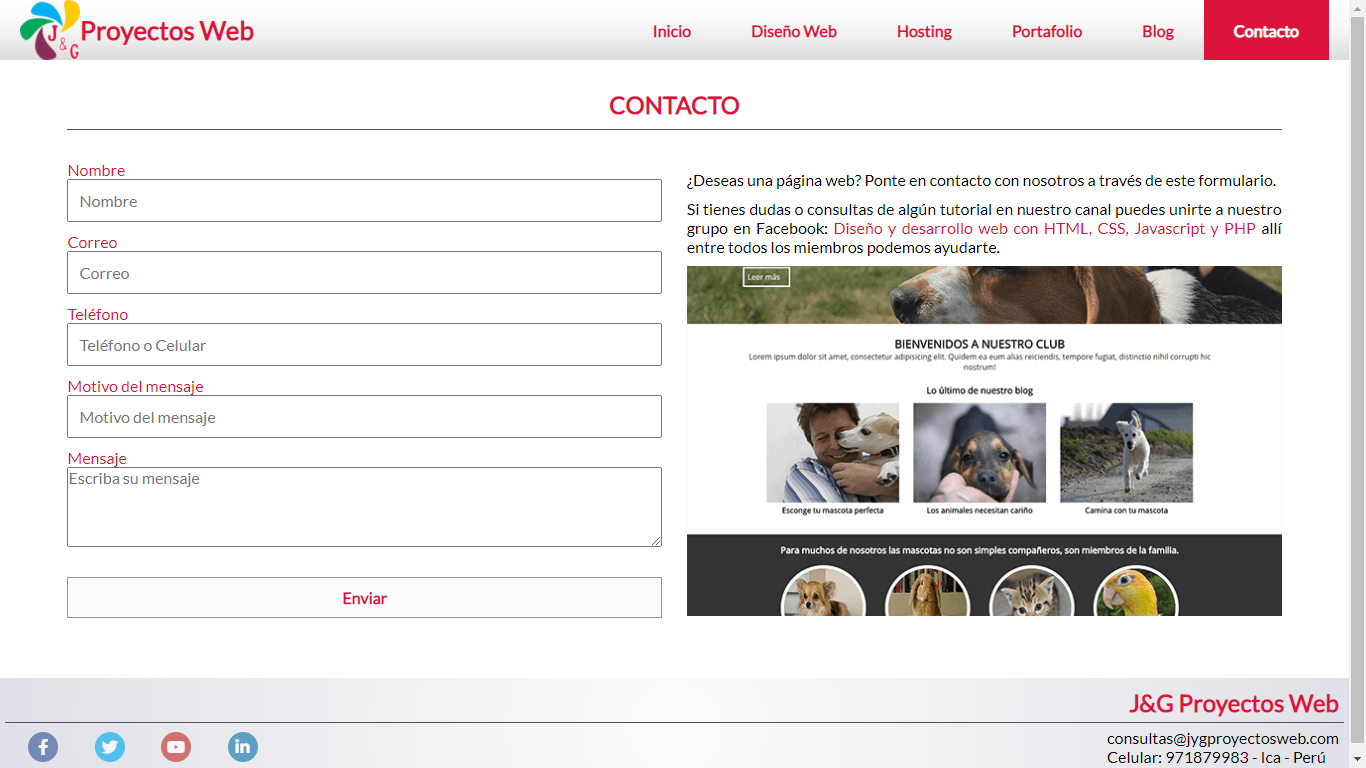 J&G Proyectos Web
Inicio
Diseño Web
Hosting
Portafolio
Blog
Contacto
CONTACTO
Nombre
Nombre
Correo
Correo
Teléfono
Teléfono o Celular
Motivo del mensaje
Motivo del mensaje
Mensaje
Escriba su mensaje
Enviar
¿Deseas una página web? Ponte en contacto con nosotros a través de este formulario.
Si tienes dudas o consultas de algún tutorial en nuestro canal puedes unirte a nuestro
grupo en Facebook: Diseño y desarrollo web con HTML, CSS, Javascript y PHP allí
entre todos los miembros podemos ayudarte.
Leer más
BIENVENIDOS A NUESTRO CLUB
Lorem ipsum dolor sit amet, consectetur adipisicing elit. Quidem ea eum alias reiciendis, tempore fugiat, distinctio nihil corrupti hic
nostrum!
Lo último de nuestro blog
Esconge tu mascota perfecta
Los animales necesitan cariño
Camina con tu mascota
Para muchos de nosotros las mascotas no son simples compañeros, son miembros de la familia.
J&G Proyectos Web
consultas@jygproyectosweb.com
Celular: 971879983 - Ica - Perú